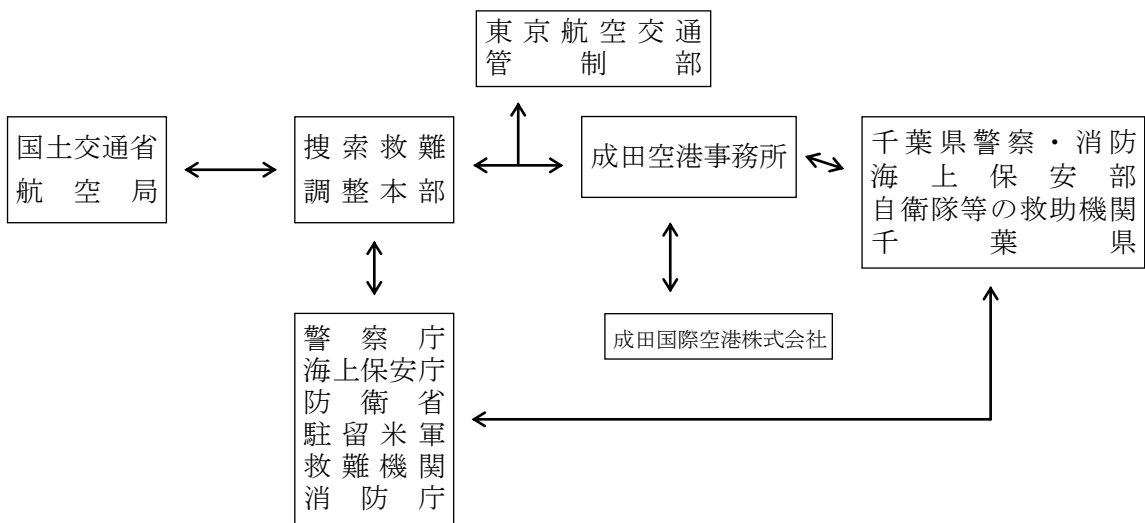 東京航空交通
管制部
国土交通省
航空局
捜索救難
調整本部
成田空港事務所
千葉県警察・消防
海上保安部
自衛隊等の救助機関
千葉県
警察庁
海上保安庁
防衛省
駐留米軍
救難機関
消防庁
成田国際空港株式会社